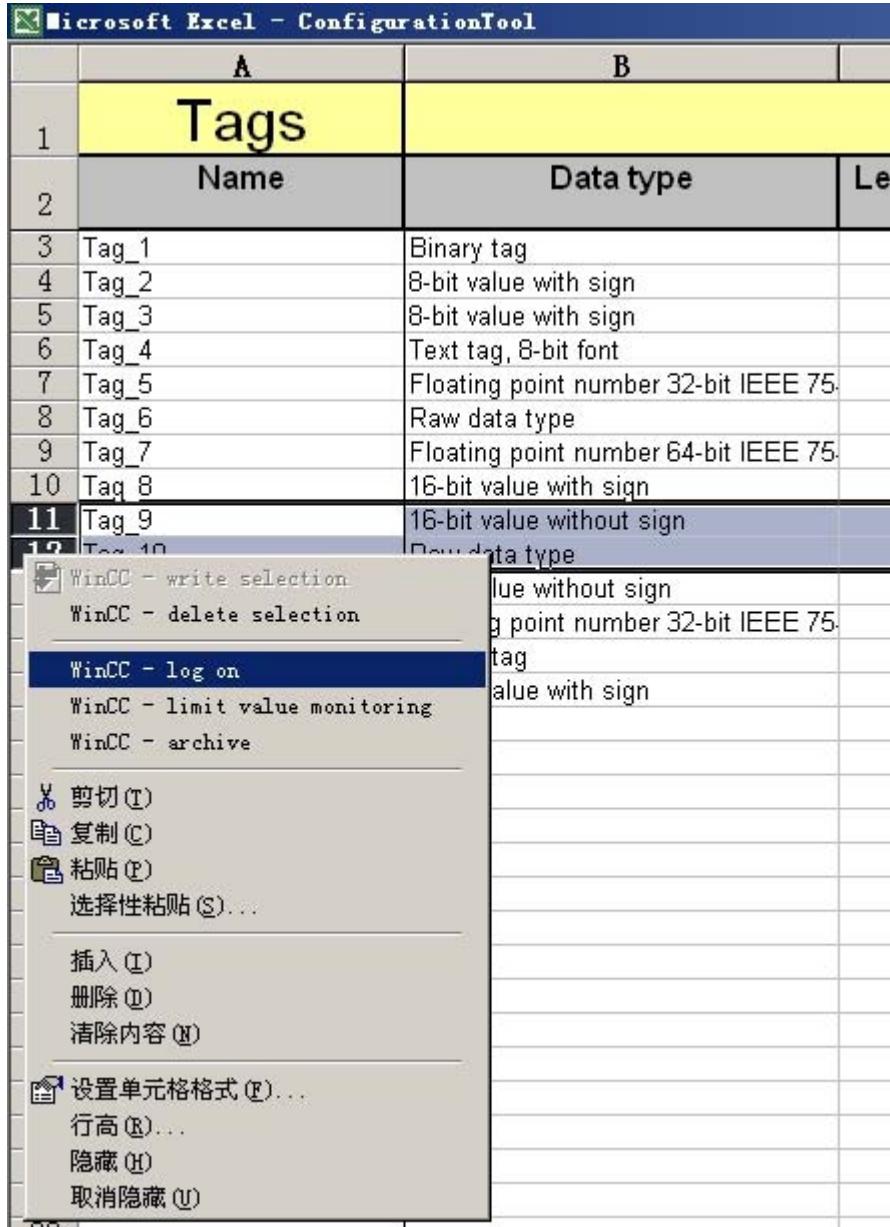 Microsoft Excel - ConfigurationTool
A B
1 Tags
2 Name Data type Le
3 Tag_1 Binary tag
4 Tag_2 8-bit value with sign
5 Tag_3 8-bit value with sign
6 Tag_4 Text tag, 8-bit font
7 Tag_5 Floating point number 32-bit IEEE 75
8 Tag_6 Raw data type
9 Tag_7 Floating point number 64-bit IEEE 75
10 Tag_8 16-bit value with sign
11 Tag_9 16-bit value without sign
12 Tag_10 Raw data type
lue without sign
g point number 32-bit IEEE 75
tag
alue with sign
WinCC - write selection
WinCC - delete selection
WinCC - log on
WinCC - limit value monitoring
WinCC - archive
剪切(T)
复制(C)
粘贴(P)
选择性粘贴(S)...
插入(I)
删除(D)
清除内容(N)
设置单元格格式(F)...
行高(R)...
隐藏(H)
取消隐藏(U)